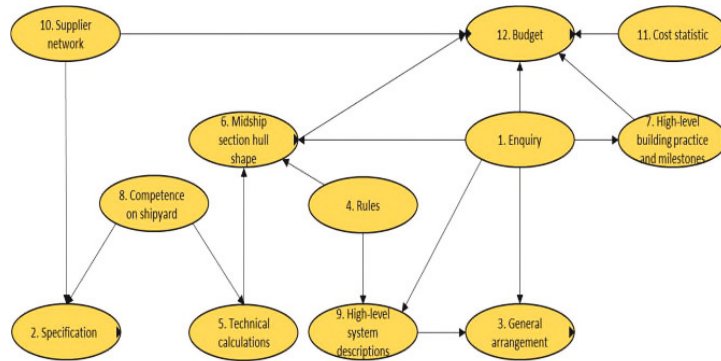 10. Supplier
network
12. Budget
11. Cost statistic
6. Midship
section hull
shape
1. Enquiry
7. High-level
building practice
and milestones
8. Competence
on shipyard
4. Rules
2. Specification
5. Technical
calculations
9. High-level
system
descriptions
3. General
arrangement